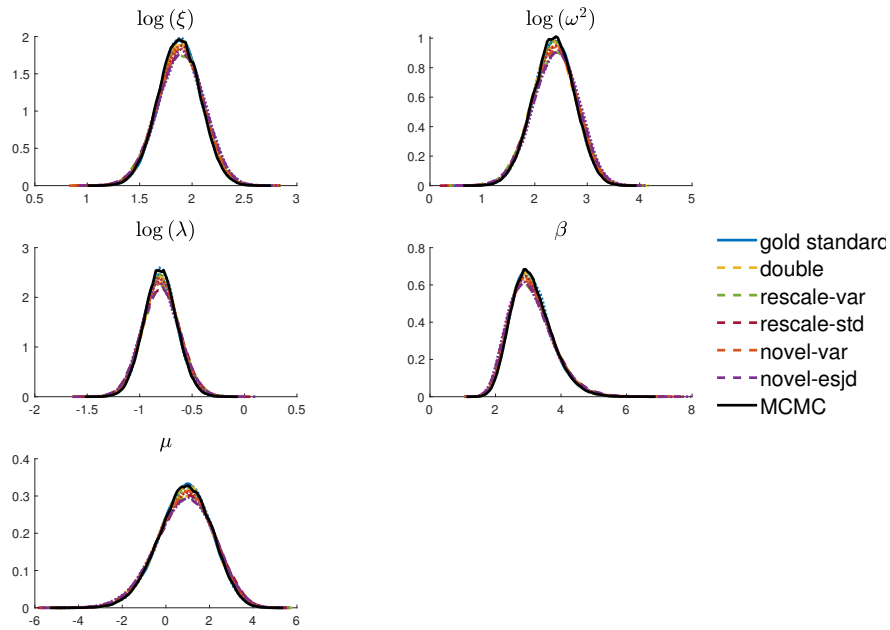 log (ξ)
log (ω²)
2
1.5
1
0.5
0
0.5 1 1.5 2 2.5 3
1
0.8
0.6
0.4
0.2
0
0 1 2 3 4 5
log (λ)
β
3
2
1
0
-2 -1.5 -1 -0.5 0 0.5
0.8
0.6
0.4
0.2
0
0 2 4 6 8
gold standard
double
rescale-var
rescale-std
novel-var
novel-esjd
MCMC
μ
0.4
0.3
0.2
0.1
0
-6 -4 -2 0 2 4 6